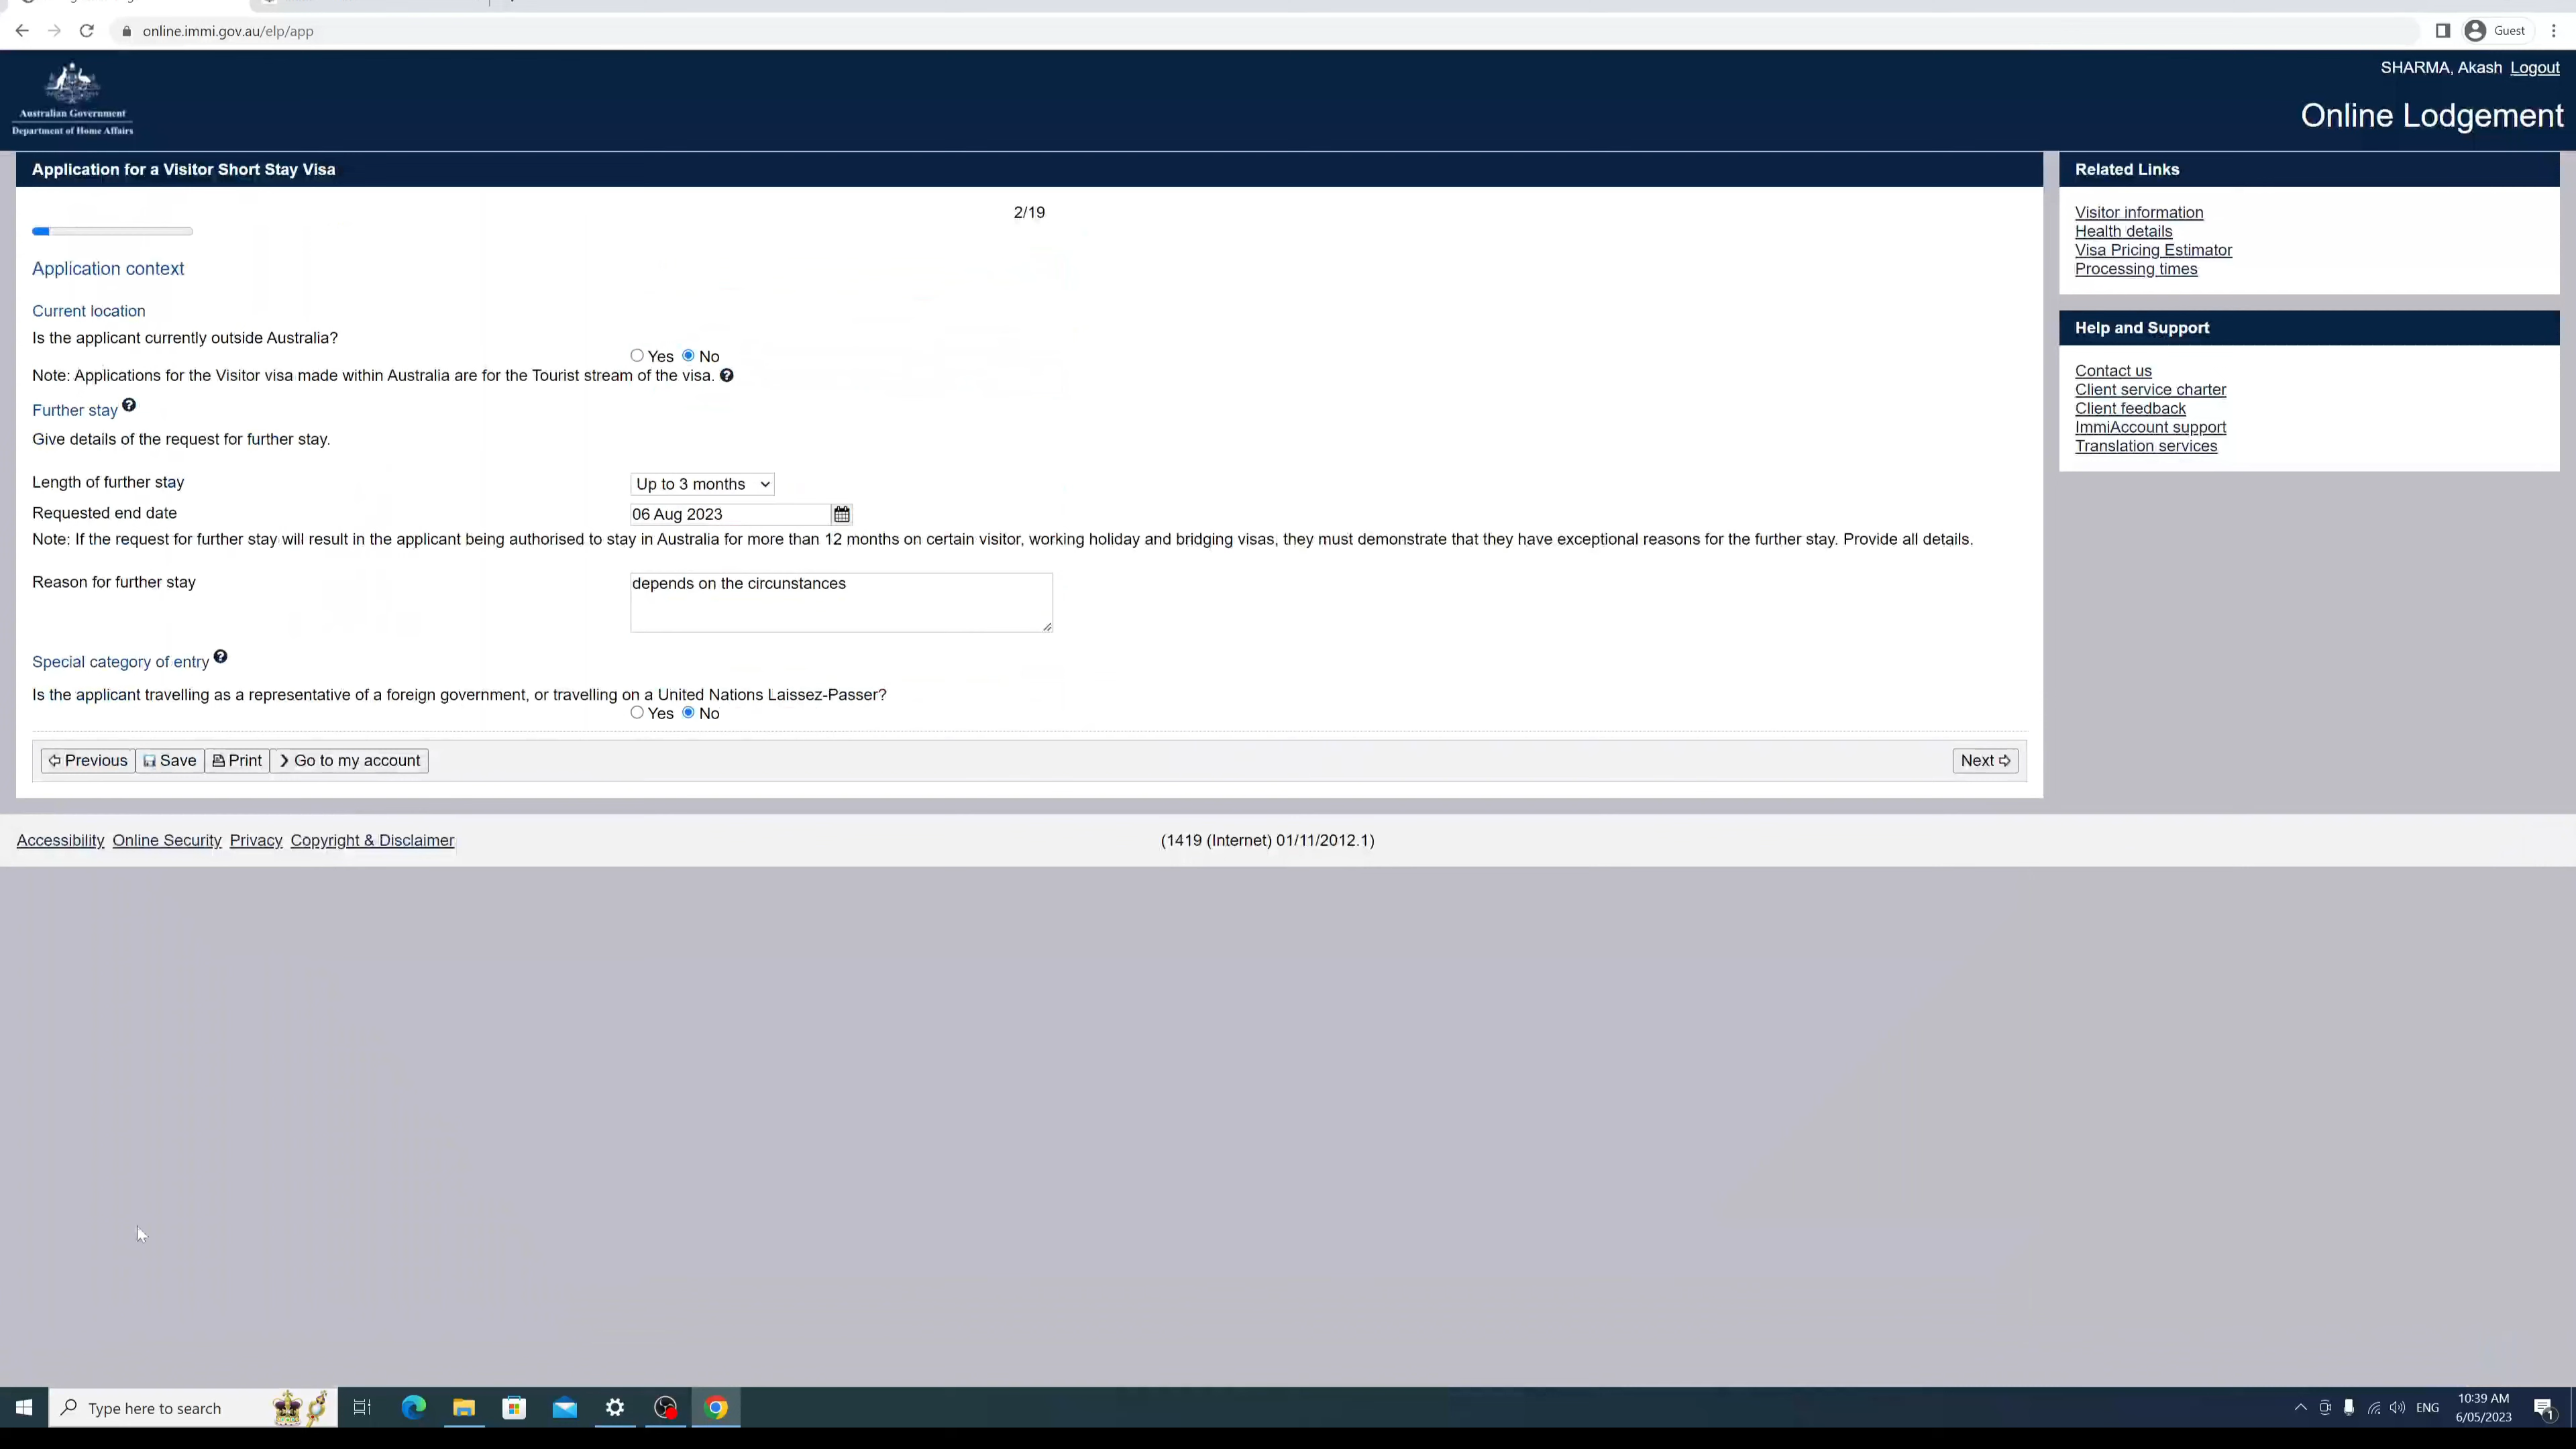 online.immi.gov.au/elp/app
Guest
SHARMA, Akash Logout
Australian Government
Department of Home Affairs
Online Lodgement
Application for a Visitor Short Stay Visa
2/19
Application context
Current location
Is the applicant currently outside Australia?
Yes No
Note: Applications for the Visitor visa made within Australia are for the Tourist stream of the visa.
Further stay
Give details of the request for further stay.
Length of further stay Up to 3 months
Requested end date 06 Aug 2023
Note: If the request for further stay will result in the applicant being authorised to stay in Australia for more than 12 months on certain visitor, working holiday and bridging visas, they must demonstrate that they have exceptional reasons for the further stay. Provide all details.
Reason for further stay depends on the circunstances
Special category of entry
Is the applicant travelling as a representative of a foreign government, or travelling on a United Nations Laissez-Passer?
Yes No
Previous Save Print Go to my account Next
Related Links
Visitor information
Health details
Visa Pricing Estimator
Processing times
Help and Support
Contact us
Client service charter
Client feedback
ImmiAccount support
Translation services
Accessibility Online Security Privacy Copyright & Disclaimer (1419 (Internet) 01/11/2012.1)
Type here to search
ENG
10:39 AM
6/05/2023
1